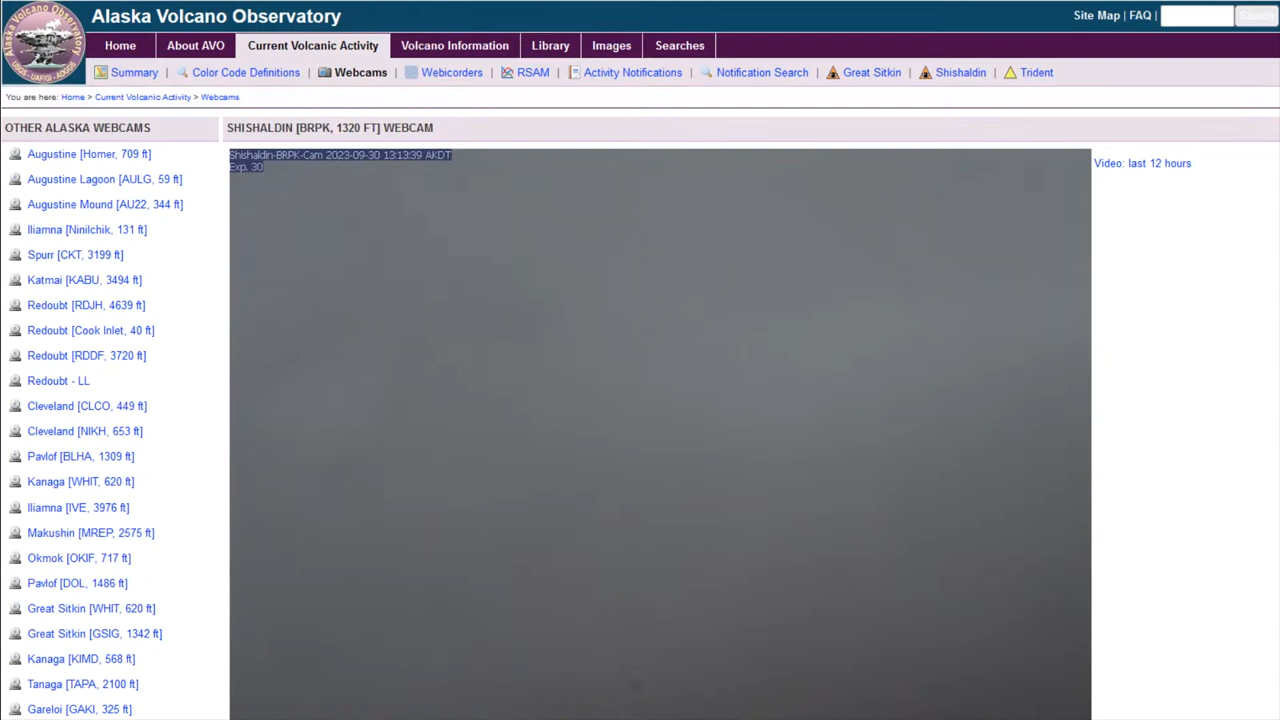 Alaska Volcano Observatory
Site Map | FAQ | Search
Home About AVO Current Volcanic Activity Volcano Information Library Images Searches
Summary | Color Code Definitions | Webcams | Webicorders | RSAM | Activity Notifications | Notification Search | Great Sitkin | Shishaldin | Trident
You are here: Home > Current Volcanic Activity > Webcams
OTHER ALASKA WEBCAMS
Augustine [Homer, 709 ft]
Augustine Lagoon [AULG, 59 ft]
Augustine Mound [AU22, 344 ft]
Iliamna [Ninilchik, 131 ft]
Spurr [CKT, 3199 ft]
Katmai [KABU, 3494 ft]
Redoubt [RDJH, 4639 ft]
Redoubt [Cook Inlet, 40 ft]
Redoubt [RDDF, 3720 ft]
Redoubt - LL
Cleveland [CLCO, 449 ft]
Cleveland [NIKH, 653 ft]
Pavlof [BLHA, 1309 ft]
Kanaga [WHIT, 620 ft]
Iliamna [IVE, 3976 ft]
Makushin [MREP, 2575 ft]
Okmok [OKIF, 717 ft]
Pavlof [DOL, 1486 ft]
Great Sitkin [WHIT, 620 ft]
Great Sitkin [GSIG, 1342 ft]
Kanaga [KIMD, 568 ft]
Tanaga [TAPA, 2100 ft]
Gareloi [GAKI, 325 ft]
SHISHALDIN [BRPK, 1320 FT] WEBCAM
Shishaldin-BRPK-Cam 2023-09-30 13:13:39 AKDT
Exp. 30
Video: last 12 hours
Alaska Volcano Observatory
USGS - UAFIGI - ADGGS